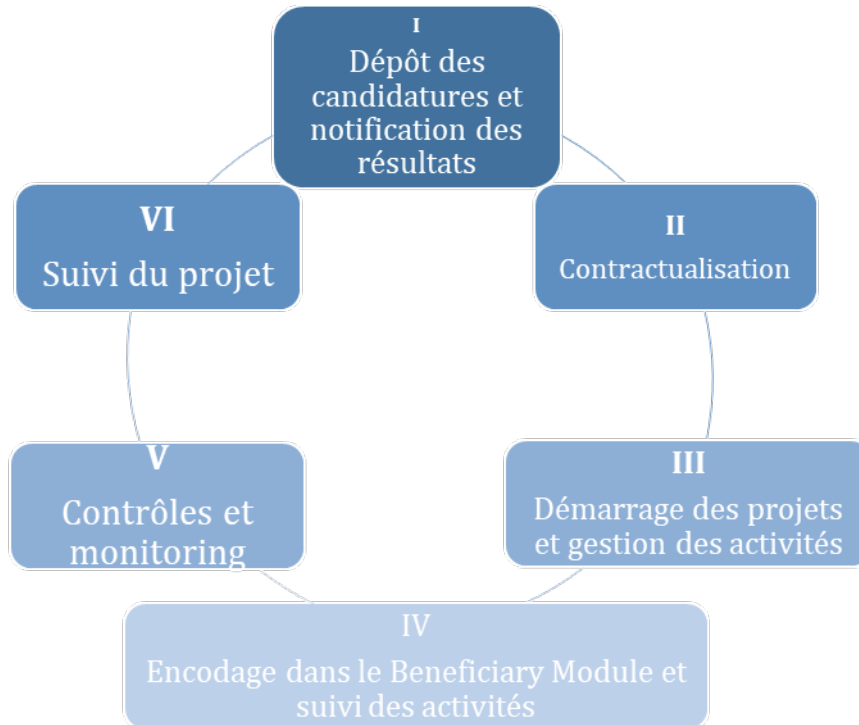 I
Dépôt des
candidatures et
notification des
résultats
II
Contractualisation
III
Démarrage des projets
et gestion des activités
IV
Encodage dans le Beneficiary Module et
suivi des activités
V
Contrôles et
monitoring
VI
Suivi du projet